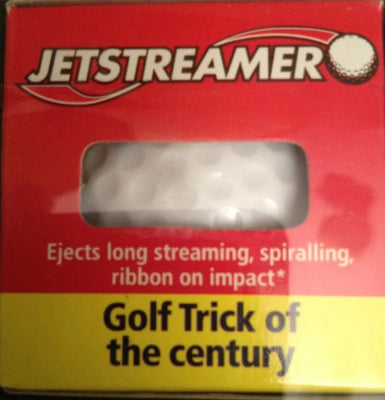 JETSTREAMER
Ejects long streaming, spiralling,
ribbon on impact*
Golf Trick of
the century